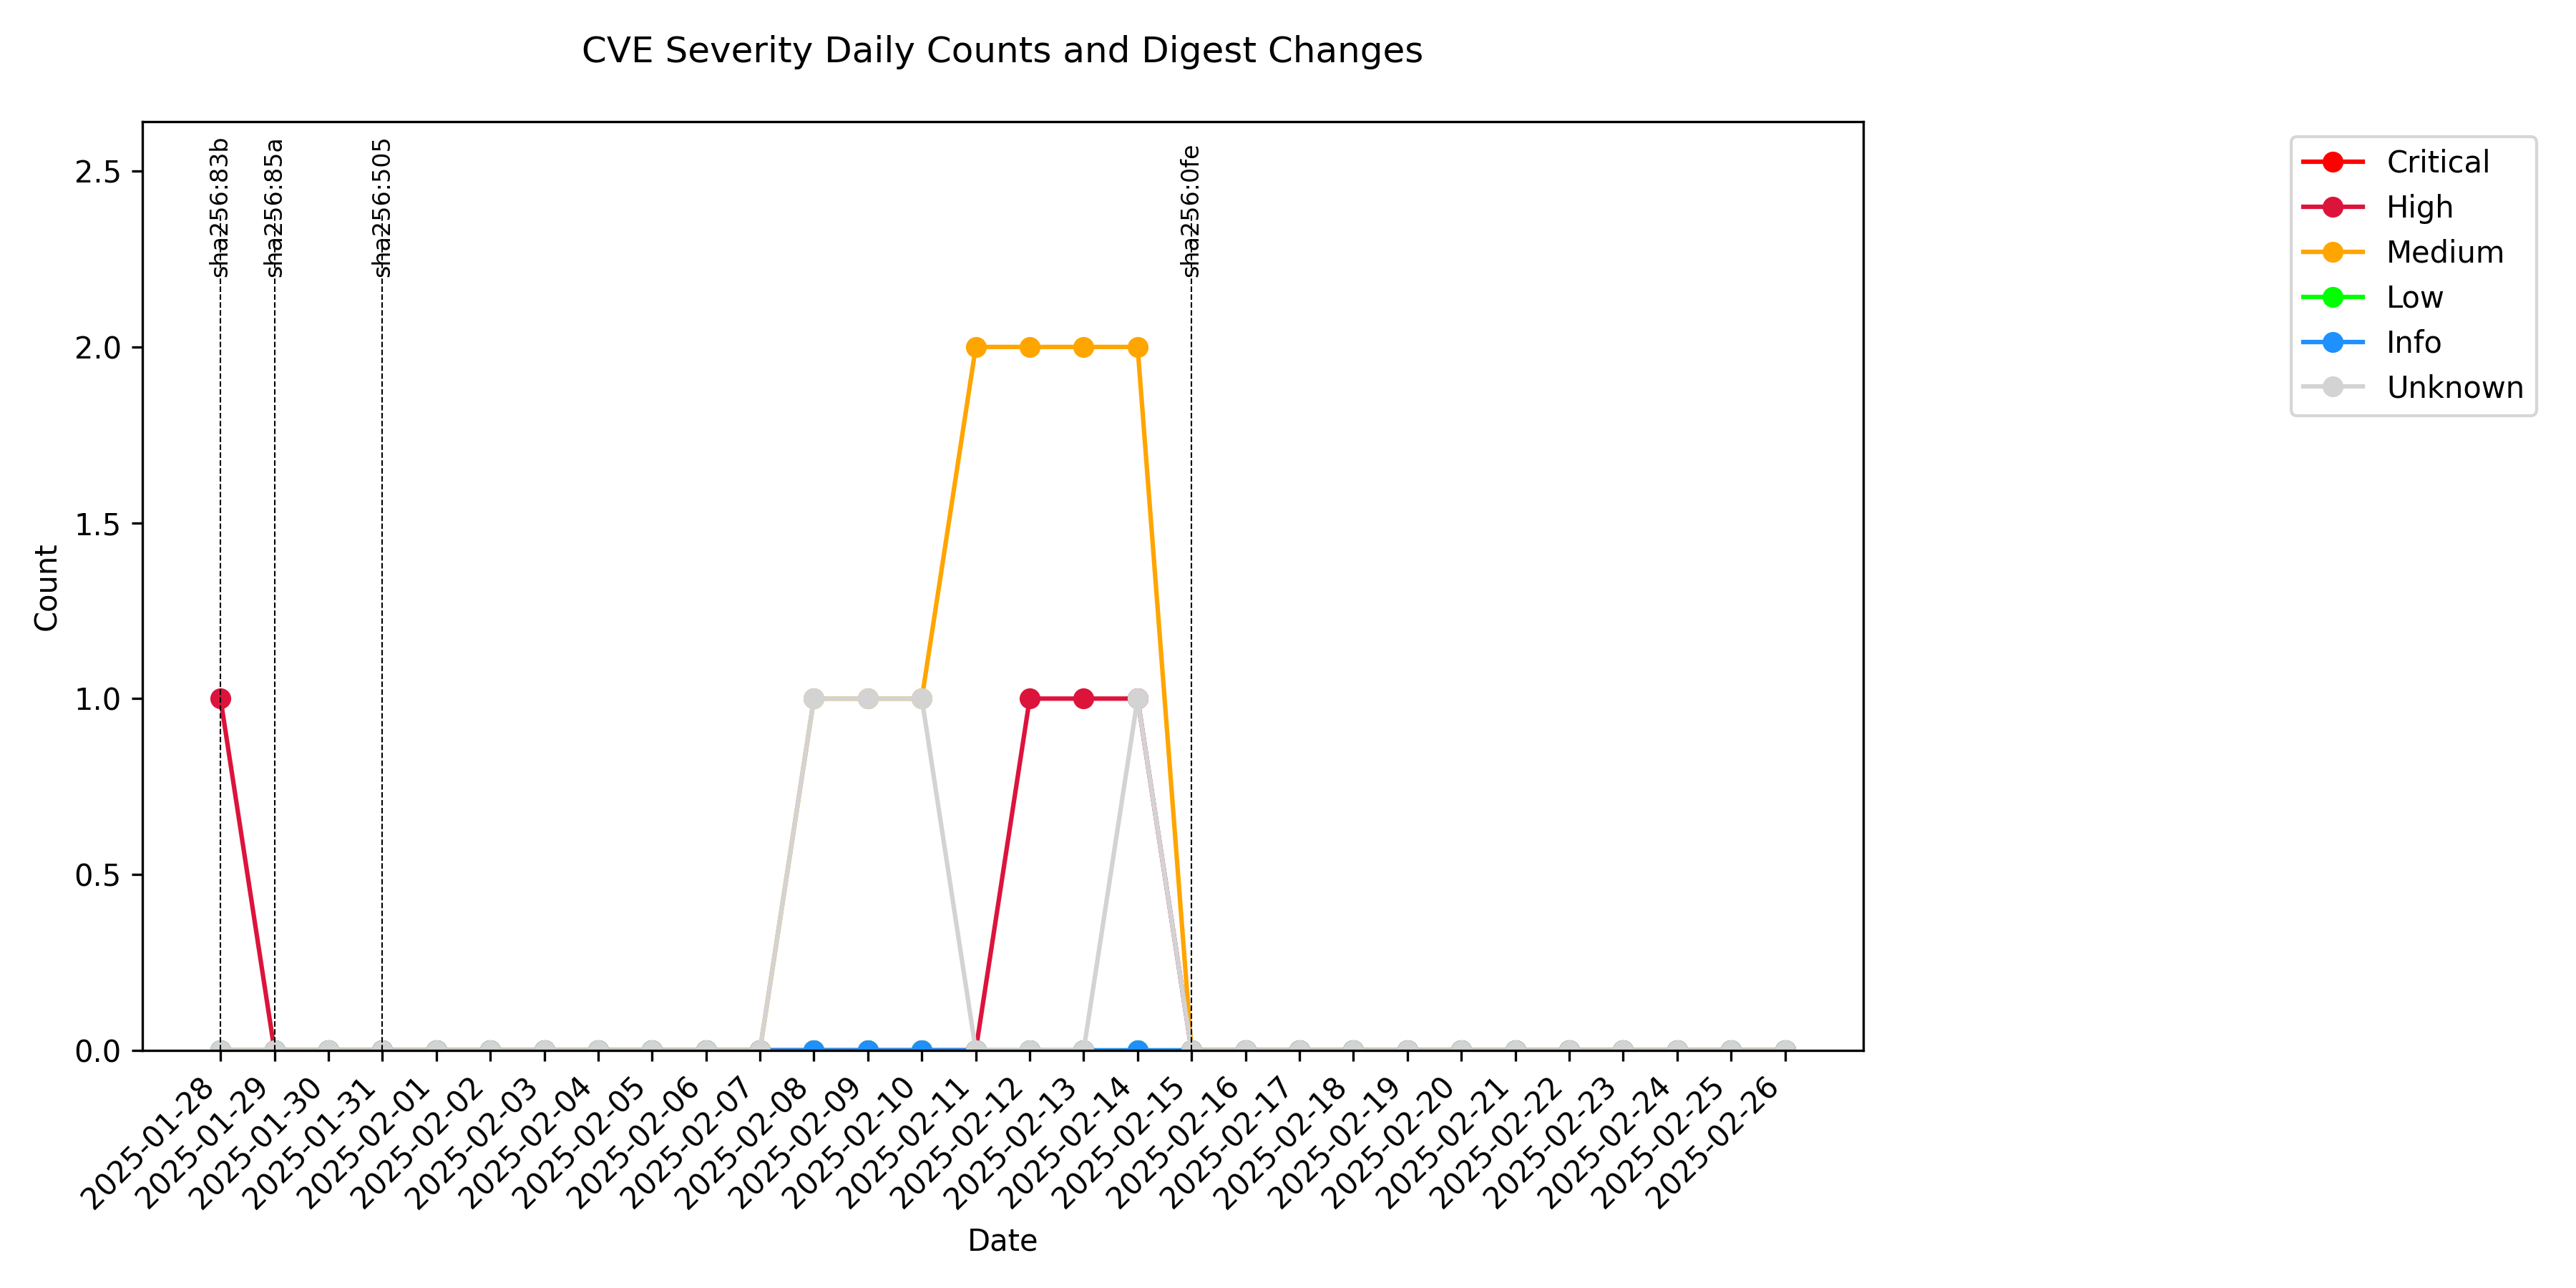 CVE Severity Daily Counts and Digest Changes
sha256:83b
sha256:85a
sha256:505
sha256:0fe
2.5
2.0
1.5
1.0
0.5
0.0
Count
Critical
High
Medium
Low
Info
Unknown
2025-01-28
2025-01-29
2025-01-30
2025-01-31
2025-02-01
2025-02-02
2025-02-03
2025-02-04
2025-02-05
2025-02-06
2025-02-07
2025-02-08
2025-02-09
2025-02-10
2025-02-11
2025-02-12
2025-02-13
2025-02-14
2025-02-15
2025-02-16
2025-02-17
2025-02-18
2025-02-19
2025-02-20
2025-02-21
2025-02-22
2025-02-23
2025-02-24
2025-02-25
2025-02-26
Date